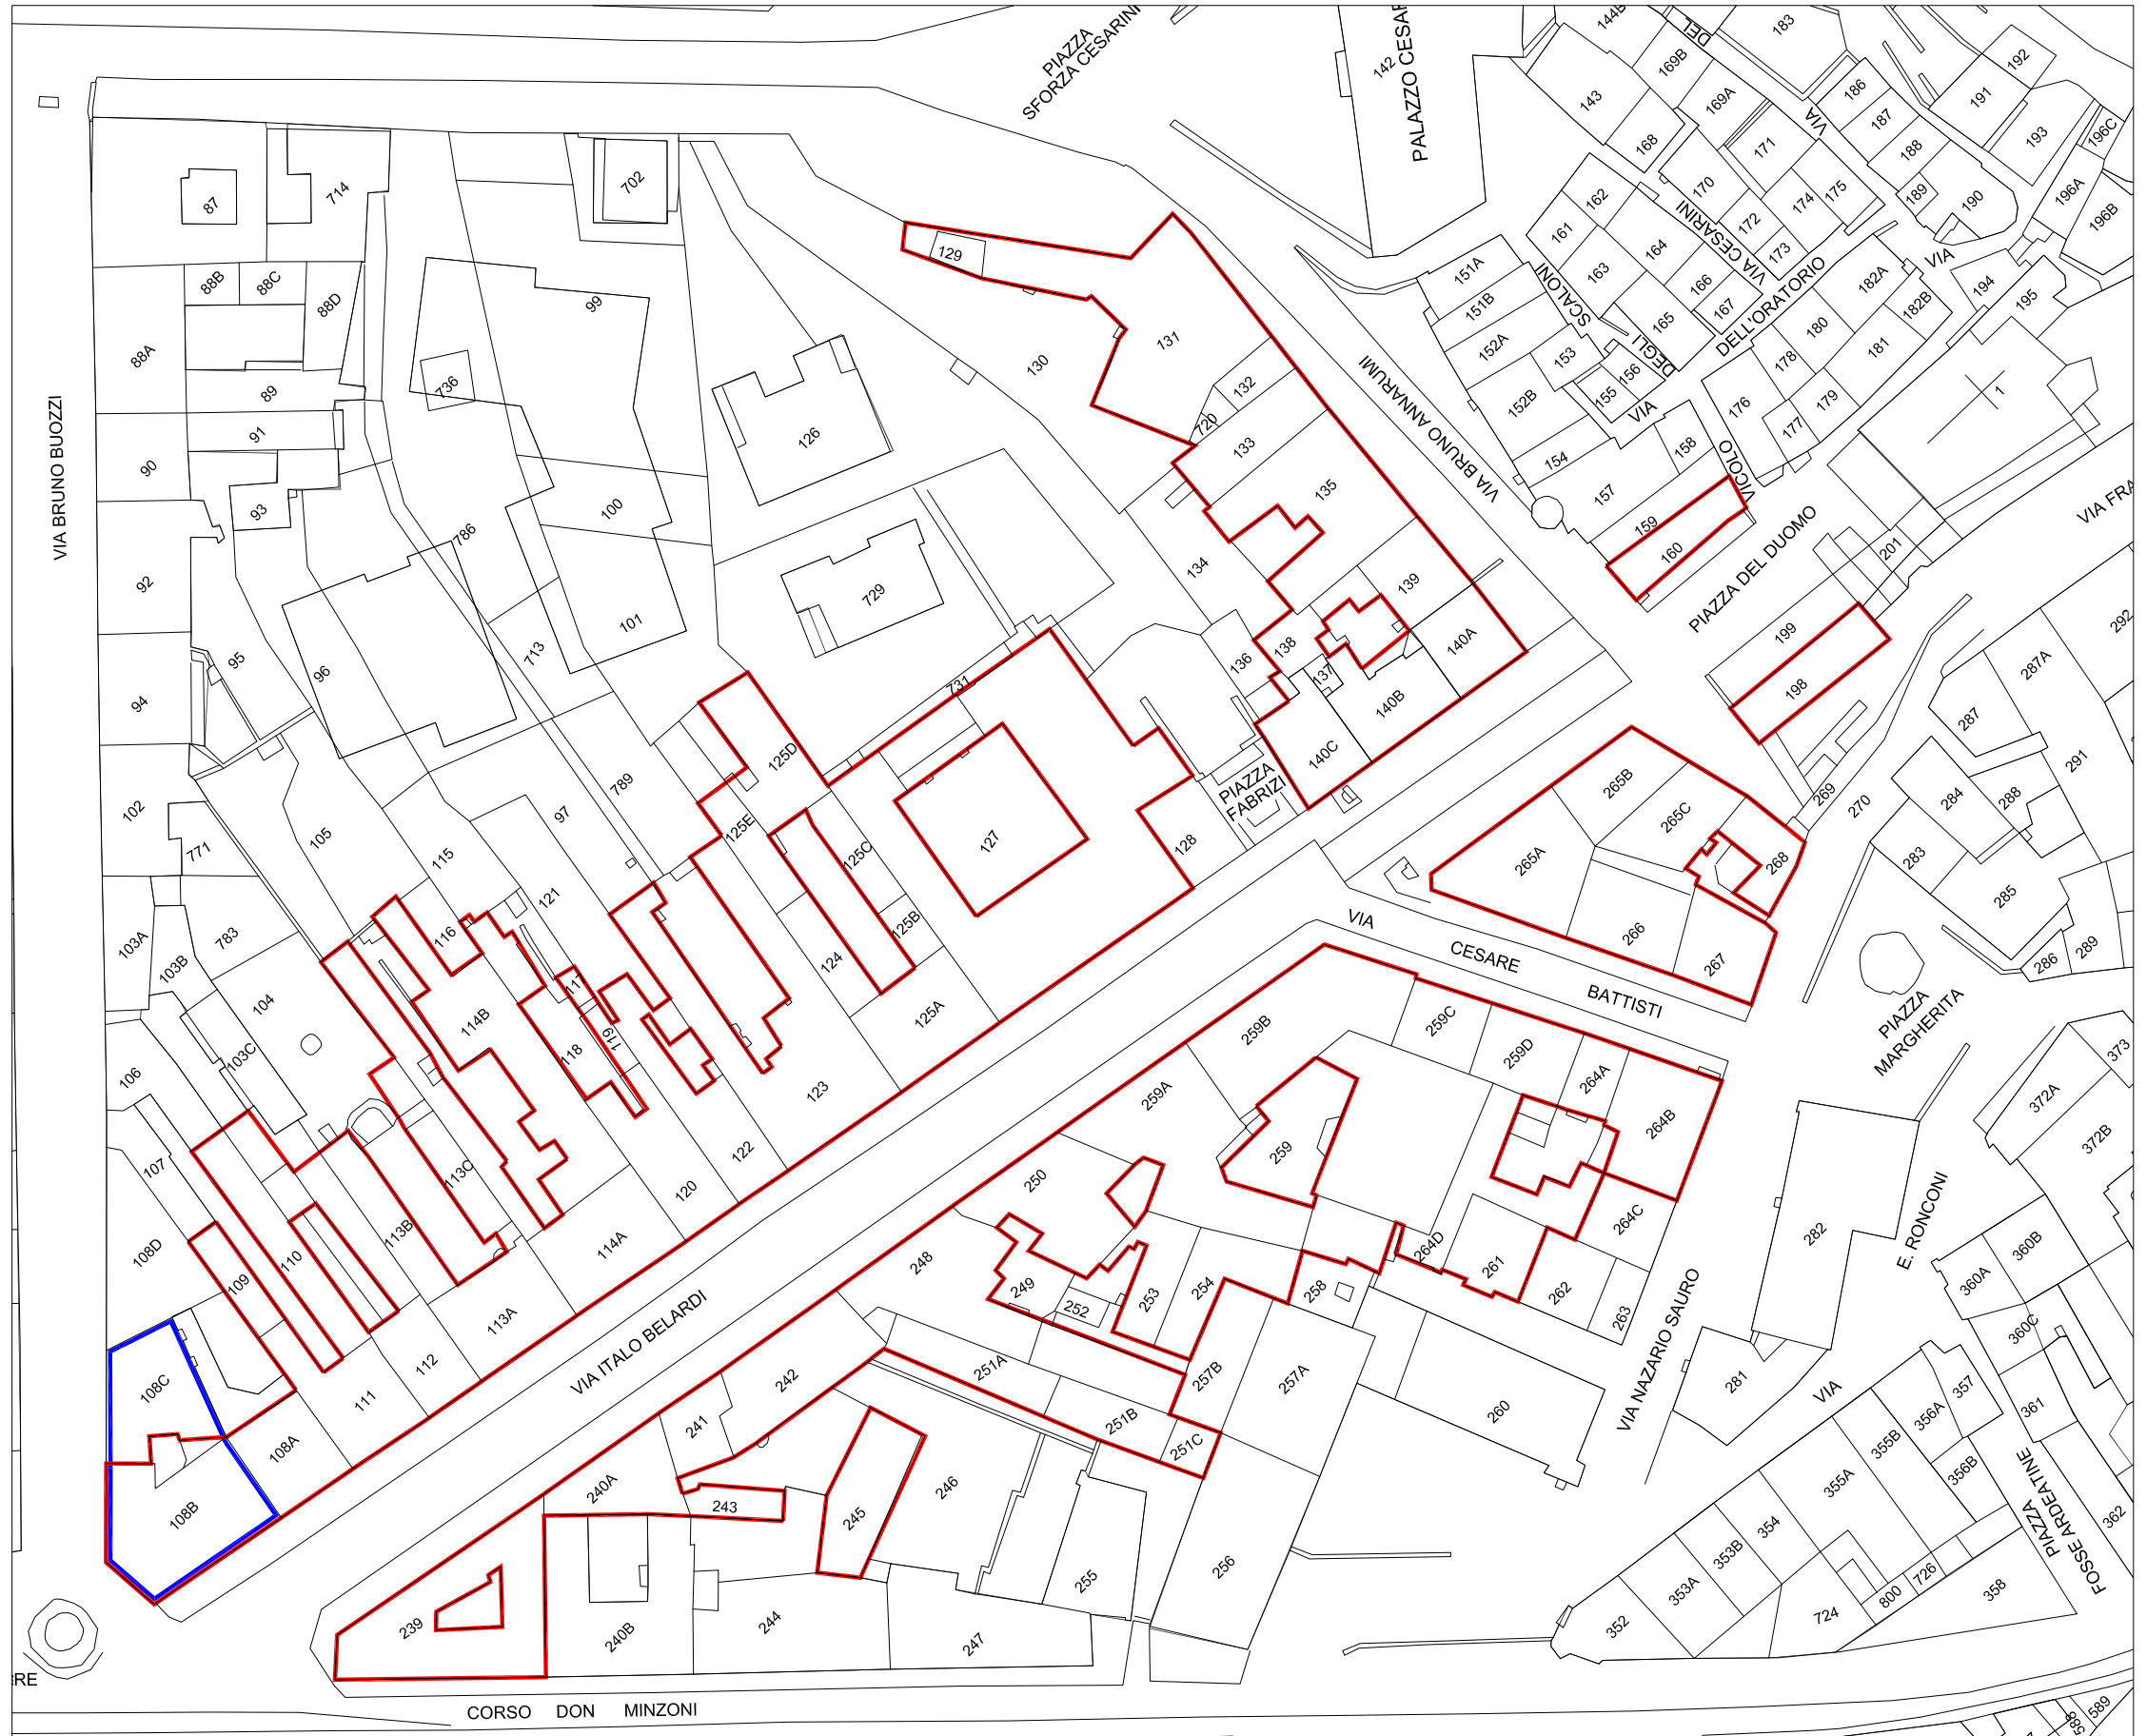 PIAZZA
SFORZA CESARINI
142
PALAZZO CESAR
144B
DEL
183
169B
143
169A
168
VIA
186
187
188
189
190
191
192
193
196C
196A
196B
171
170
174
175
172
173
VIA CESARINI
162
161
164
163
166
167
165
SCALONI
DEGLI
DELL'ORATORIO
VIA
194
195
182A
182B
180
181
178
179
176
177
1
151A
151B
152A
153
152B
155
156
VIA
154
157
158
VICOLO
159
160
VIA BRUNO ANNARUMI
PIAZZA DEL DUOMO
VIA FRA
201
199
198
87
714
702
88B
88C
88D
88A
89
91
90
93
92
95
94
96
99
736
786
100
101
713
126
729
731
129
131
130
132
720
133
135
134
139
138
136
137
140A
140B
140C
VIA BRUNO BUOZZI
102
771
105
115
97
789
125D
125E
125C
125B
125A
124
127
128
PIAZZA
FABRIZI
103A
103B
783
104
103C
116
121
114B
117
118
119
123
122
120
114A
106
107
108D
109
110
113B
113C
113A
112
111
108C
108B
108A
VIA ITALO BELARDI
265B
265C
265A
266
267
268
269
270
292
287A
287
291
284
288
283
285
286
289
VIA
CESARE
BATTISTI
PIAZZA
MARGHERITA
259B
259C
259D
264A
264B
259A
259
250
248
249
252
253
254
258
264D
261
264C
262
263
260
251A
251B
251C
257B
257A
256
242
241
240A
243
245
246
239
240B
244
247
255
VIA NAZARIO SAURO
E. RONCONI
282
281
VIA
373
372A
372B
360B
360A
360C
361
357
356A
355B
356B
355A
354
353B
353A
352
724
800
726
358
362
PIAZZA
FOSSE ARDEATINE
CORSO DON MINZONI
RE
588
589